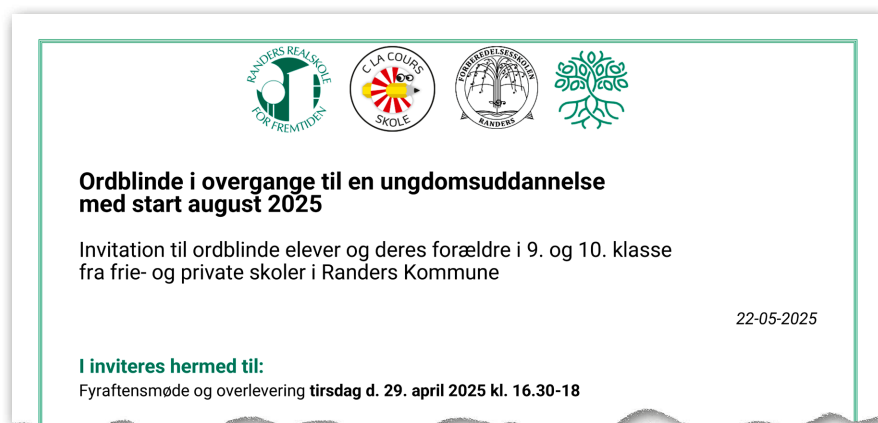 RANDERS REALSKOLE
FOR FREMTIDEN
C LA COURS
SKOLE
FORBEREDELSESSKOLEN
RANDERS
Ordblinde i overgange til en ungdomsuddannelse
med start august 2025
Invitation til ordblinde elever og deres forældre i 9. og 10. klasse
fra frie- og private skoler i Randers Kommune
22-05-2025
I inviteres hermed til:
Fyraftensmøde og overlevering tirsdag d. 29. april 2025 kl. 16.30-18